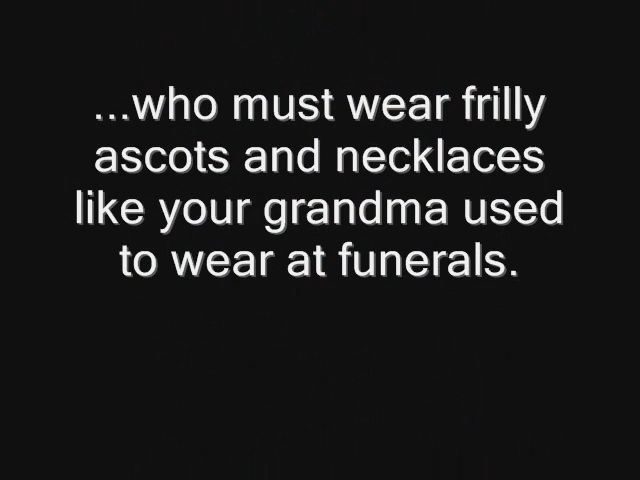 ...who must wear frilly
ascots and necklaces
like your grandma used
to wear at funerals.